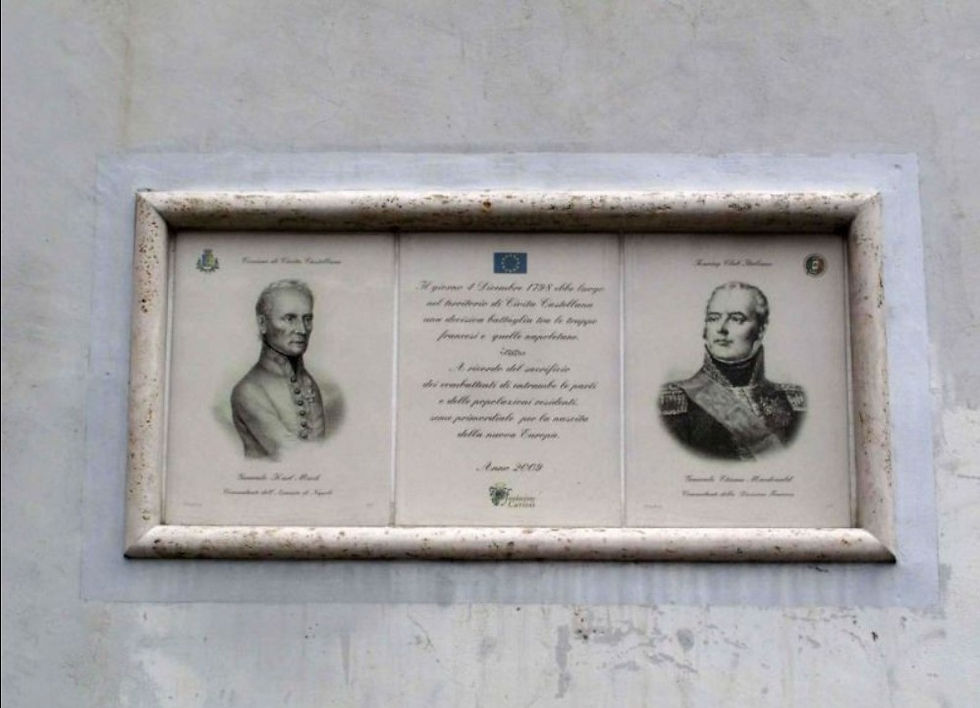 Comune di Civita Castellana
Generale Karl Mack
Comandante dell'Armata di Napoli
Il giorno 4 Dicembre 1798 ebbe luogo
nel territorio di Civita Castellana
una decisiva battaglia tra le truppe
francesi e quelle napoletane.
A ricordo del sacrificio
dei combattenti di entrambe le parti
e delle popolazioni residenti,
seme primordiale per la nascita
della nuova Europa.
Anno 2009
Touring Club Italiano
Generale Etienne Macdonald
Comandante della Divisione Francese